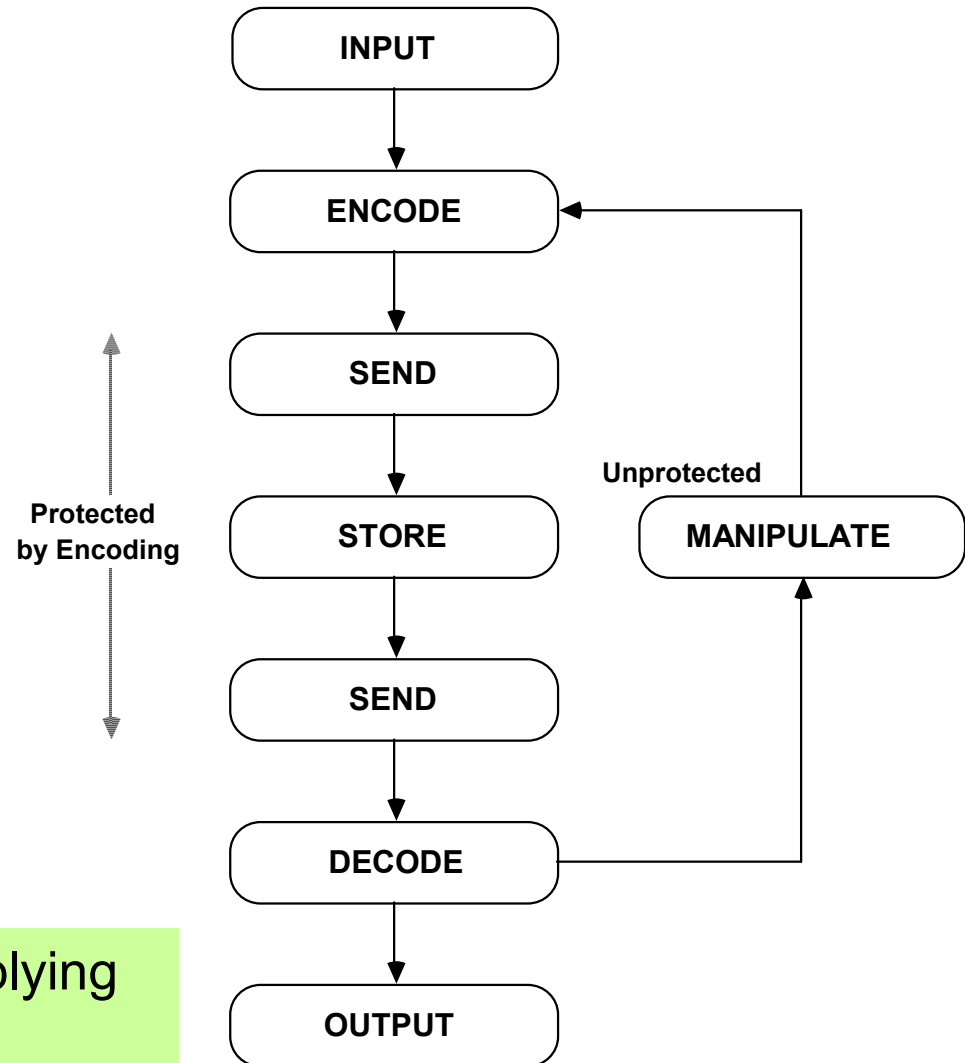 INPUT
ENCODE
SEND
Protected
by Encoding
STORE
Unprotected
MANIPULATE
SEND
DECODE
OUTPUT